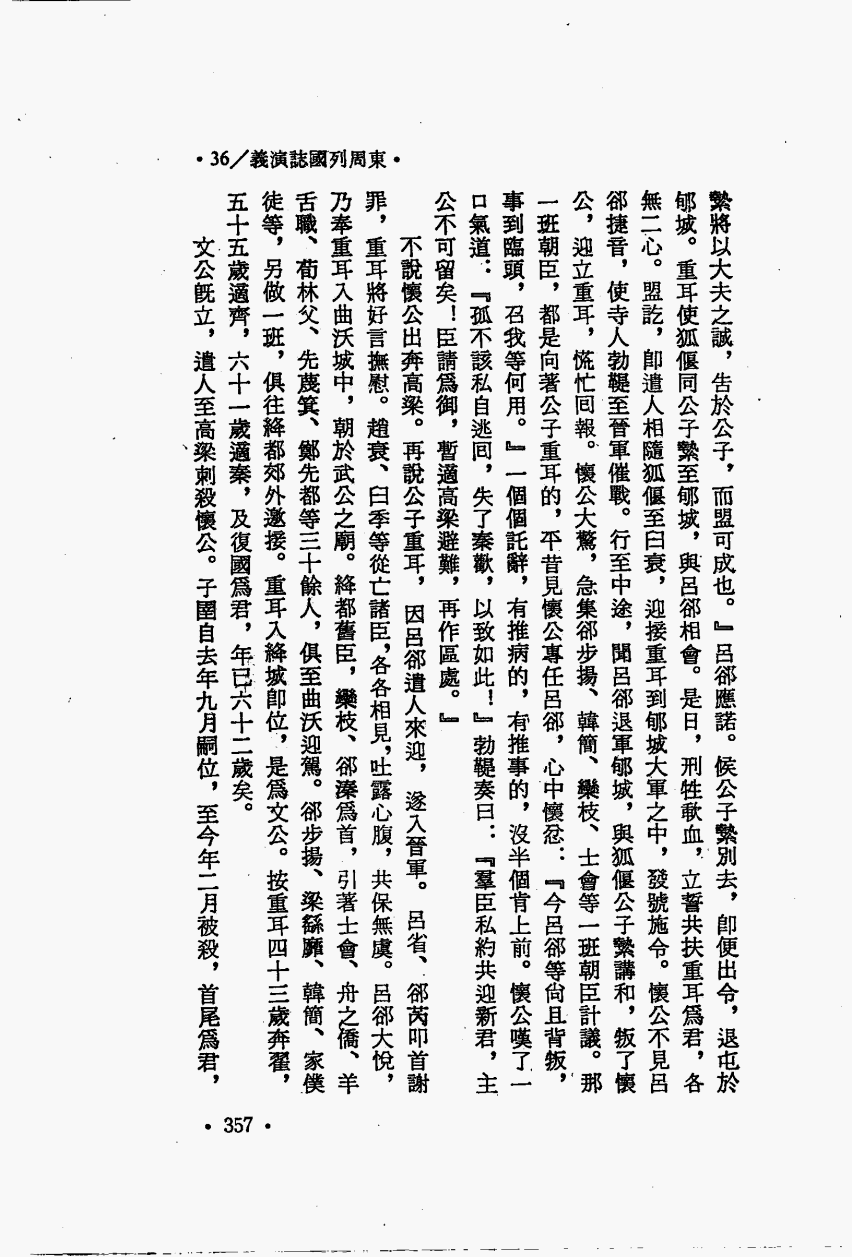 •東周列國誌演義/36•
縶將以大夫之誠，告於公子，而盟可成也。』呂郤應諾。候公子縶別去，卽便出令，退屯於
郇城。重耳使狐偃同公子縶至郇城，與呂郤相會。是日，刑牲歃血，立誓共扶重耳爲君，各
無二心。盟訖，卽遣人相隨狐偃至臼衰，迎接重耳到郇城大軍之中，發號施令。懷公不見呂
郤捷音，使寺人勃鞮至晉軍催戰。行至中途，聞呂郤退軍郇城，與狐偃公子縶講和，叛了懷
公，迎立重耳，慌忙囘報。懷公大驚，急集郤步揚、韓簡、欒枝、士會等一班朝臣計議。那
一班朝臣，都是向著公子重耳的，平昔見懷公專任呂郤，心中懷忿：『今呂郤等尙且背叛，
事到臨頭，召我等何用。』一個個託辭，有推病的，有推事的，沒半個肯上前。懷公嘆了一
口氣道：『孤不該私自逃囘，失了秦歡，以致如此！』勃鞮奏曰：『羣臣私約共迎新君，主
公不可留矣！臣請爲御，暫適高梁避難，再作區處。』
不說懷公出奔高梁。再說公子重耳，因呂郤遣人來迎，遂入晉軍。呂省、郤芮叩首謝
罪，重耳將好言撫慰。趙衰、臼季等從亡諸臣，各各相見，吐露心腹，共保無虞。呂郤大悅，
乃奉重耳入曲沃城中，朝於武公之廟。絳都舊臣，欒枝、郤溱爲首，引著士會、舟之僑、羊
舌職、荀林父、先蔑箕、鄭先都等三十餘人，俱至曲沃迎駕。郤步揚、梁繇靡、韓簡、家僕
徒等，另做一班，俱往絳都郊外邀接。重耳入絳城卽位，是爲文公。按重耳四十三歲奔翟，
五十五歲適齊，六十一歲適秦，及復國爲君，年已六十二歲矣。
文公旣立，遣人至高梁刺殺懷公。子圉自去年九月嗣位，至今年二月被殺，首尾爲君，
• 357 •